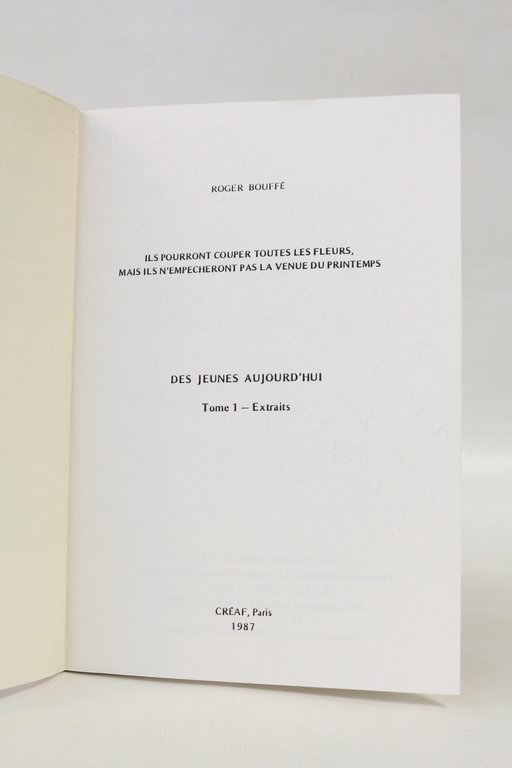 ROGER BOUFFÉ
ILS POURRONT COUPER TOUTES LES FLEURS,
MAIS ILS N'EMPECHERONT PAS LA VENUE DU PRINTEMPS
DES JEUNES AUJOURD'HUI
Tome 1 — Extraits
CRÉAF, Paris
1987